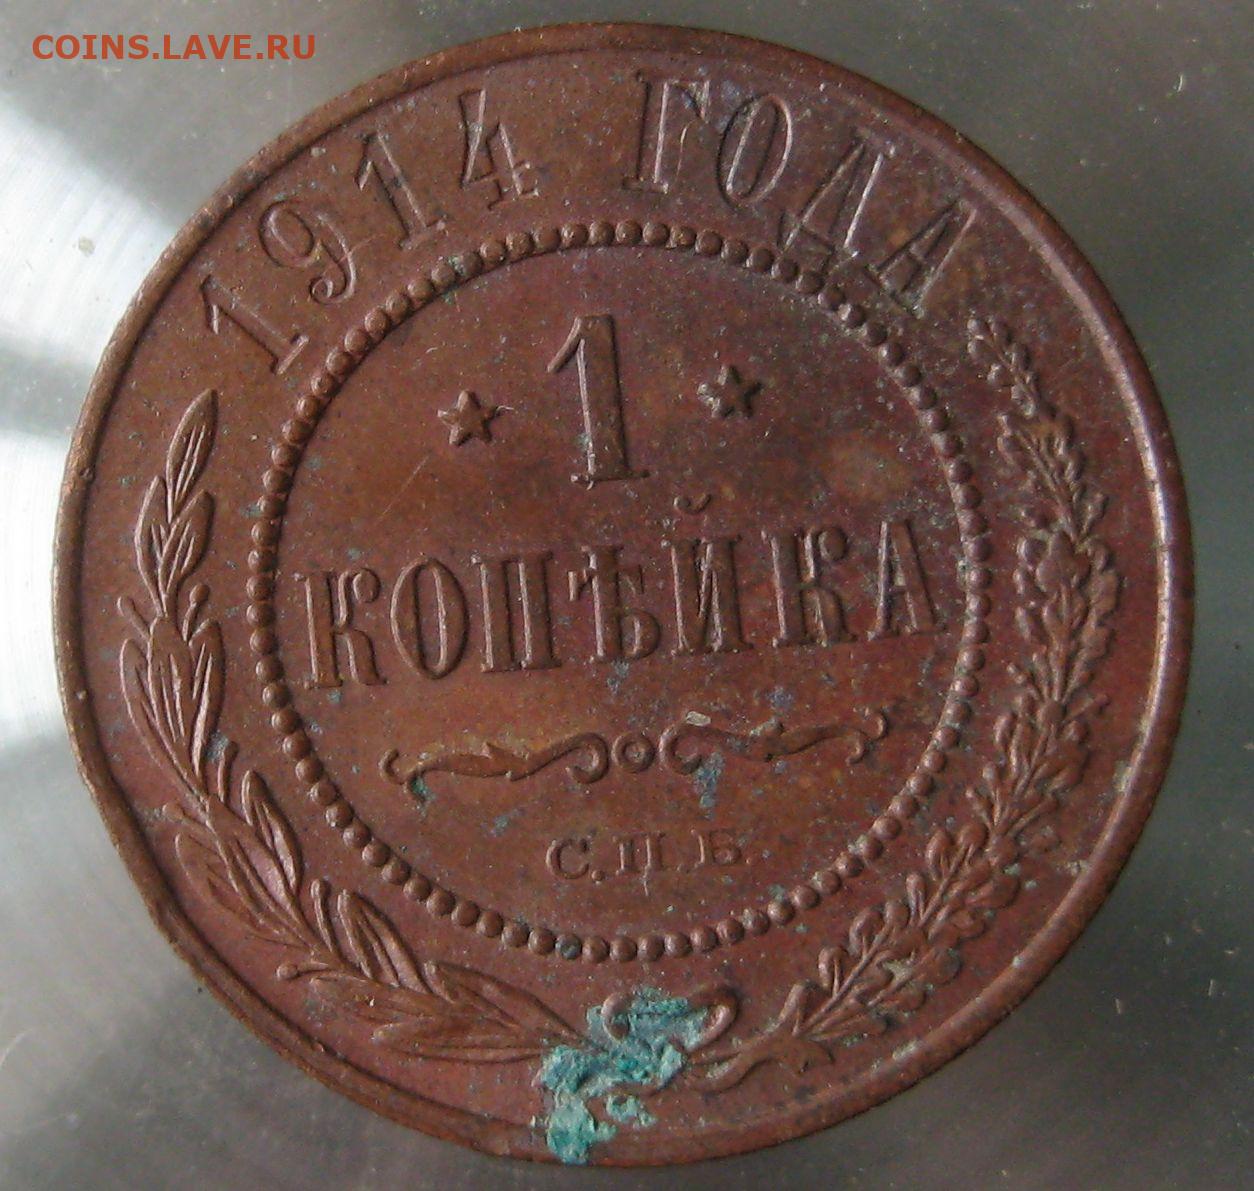 COINS.LAVE.RU
1914 ГОДА
1
КОПѢЙКА
С.П.Б.